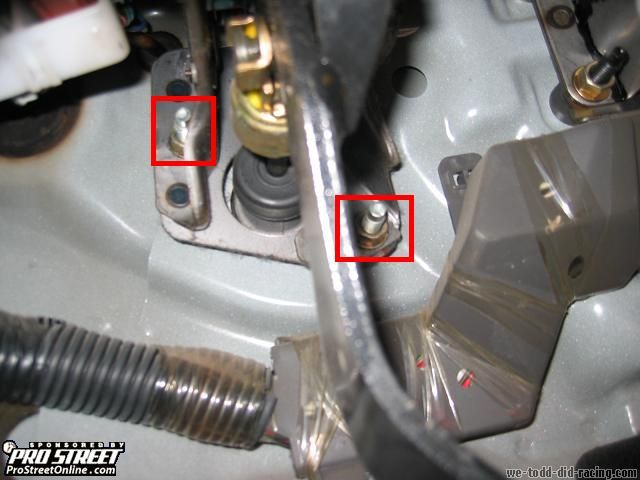 SPONSORED BY
PRO STREET
ProStreetOnline.com
we-todd-did-racing.com